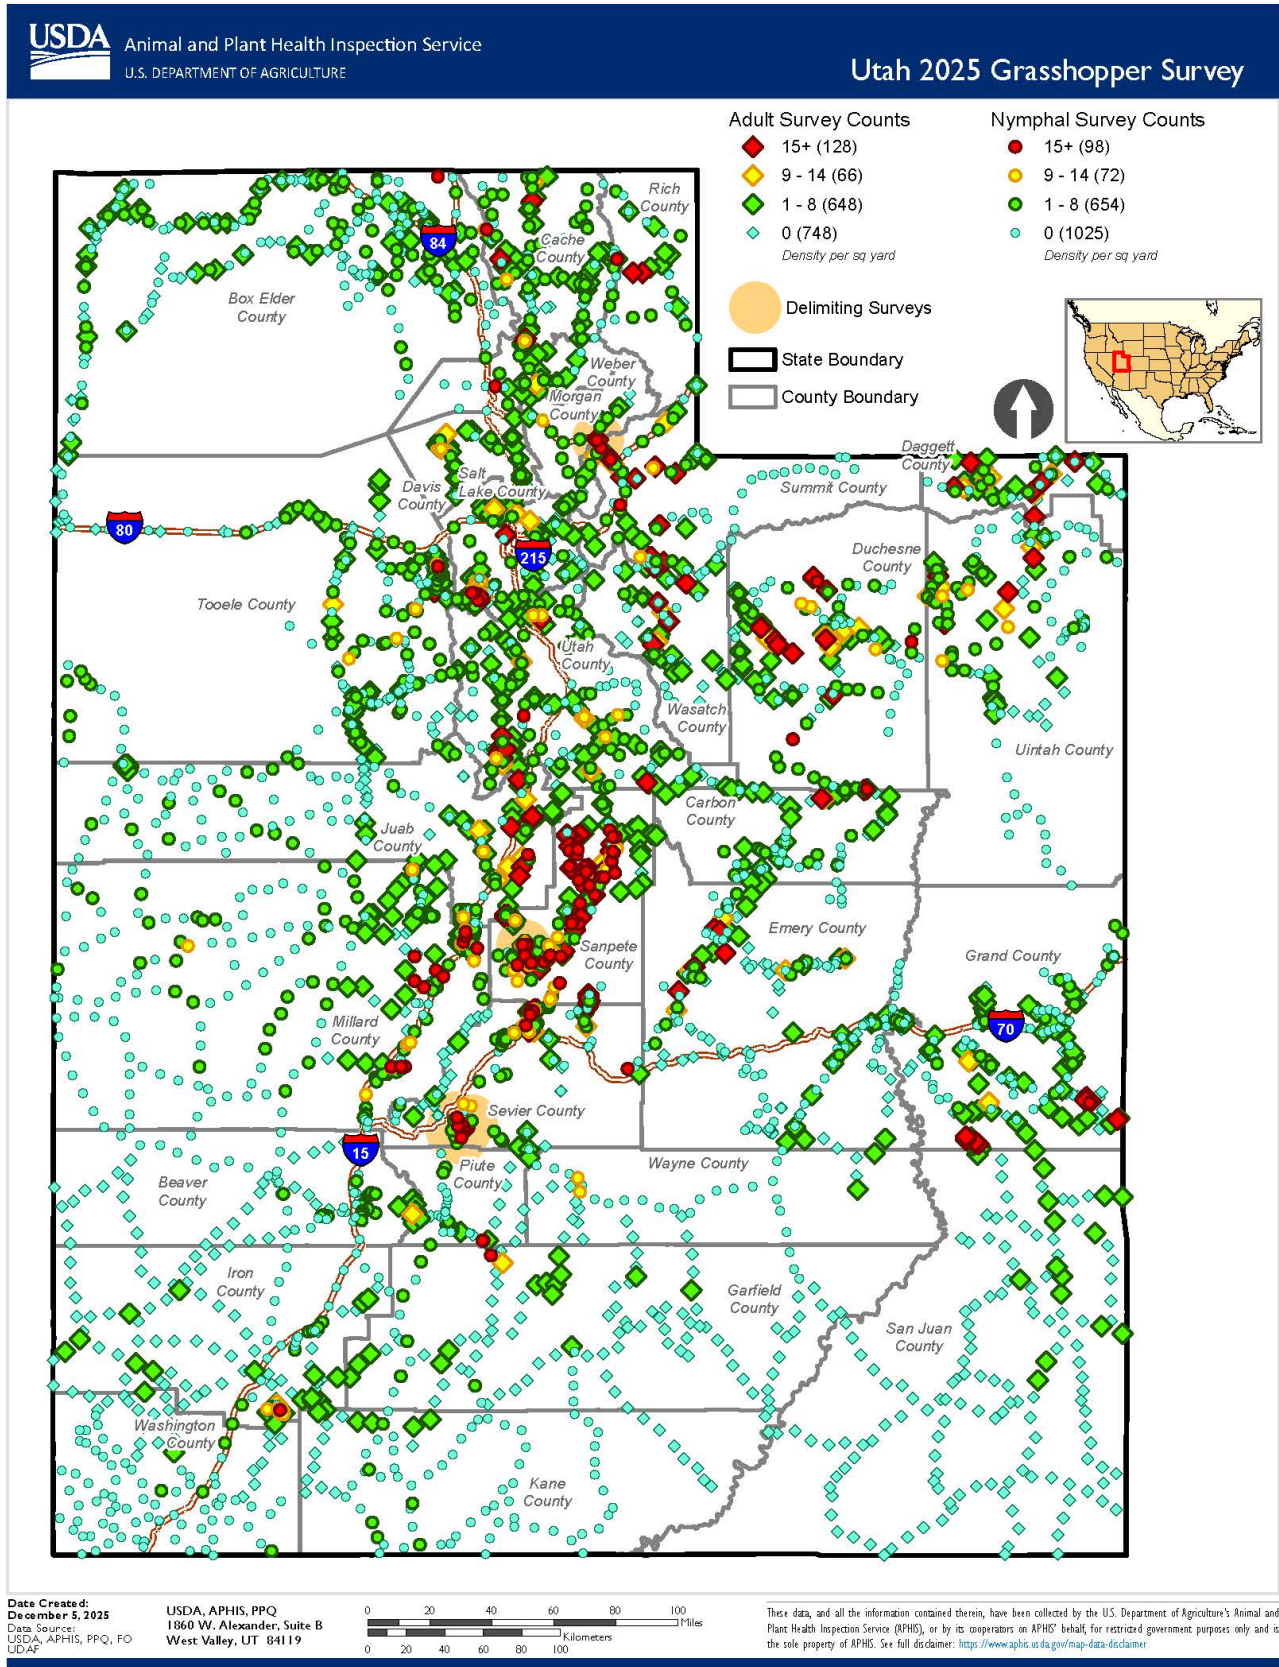 USDA
Animal and Plant Health Inspection Service
U.S. DEPARTMENT OF AGRICULTURE
Utah 2025 Grasshopper Survey
Adult Survey Counts
15+ (128)
9 - 14 (66)
1 - 8 (648)
0 (748)
Density per sq yard
Nymphal Survey Counts
15+ (98)
9 - 14 (72)
1 - 8 (654)
0 (1025)
Density per sq yard
Delimiting Surveys
State Boundary
County Boundary
Rich
County
Cache
County
84
Box Elder
County
Weber
County
Morgan
County
Daggett
County
Salt
Lake County
Davis
County
Summit County
80
215
Duchesne
County
Tooele County
Utah
County
Wasatch
County
Uintah County
Carbon
County
Juab
County
Emery County
Sanpete
County
Grand County
Millard
County
70
Sevier County
15
Piute
County
Wayne County
Beaver
County
Iron
County
Garfield
County
San Juan
County
Washington
County
Kane
County
Date Created:
December 5, 2025
Data Source:
USDA, APHIS, PPQ, FO
UDAF
USDA, APHIS, PPQ
1860 W. Alexander, Suite B
West Valley, UT 84119
0 20 40 60 80 100
Miles
Kilometers
0 20 40 60 80 100
These data, and all the information contained therein, have been collected by the U.S. Department of Agriculture's Animal and
Plant Health Inspection Service (APHIS), or by its cooperators on APHIS' behalf, for restricted government purposes only and is
the sole property of APHIS. See full disclaimer: https://www.aphis.usda.gov/map-data-disclaimer